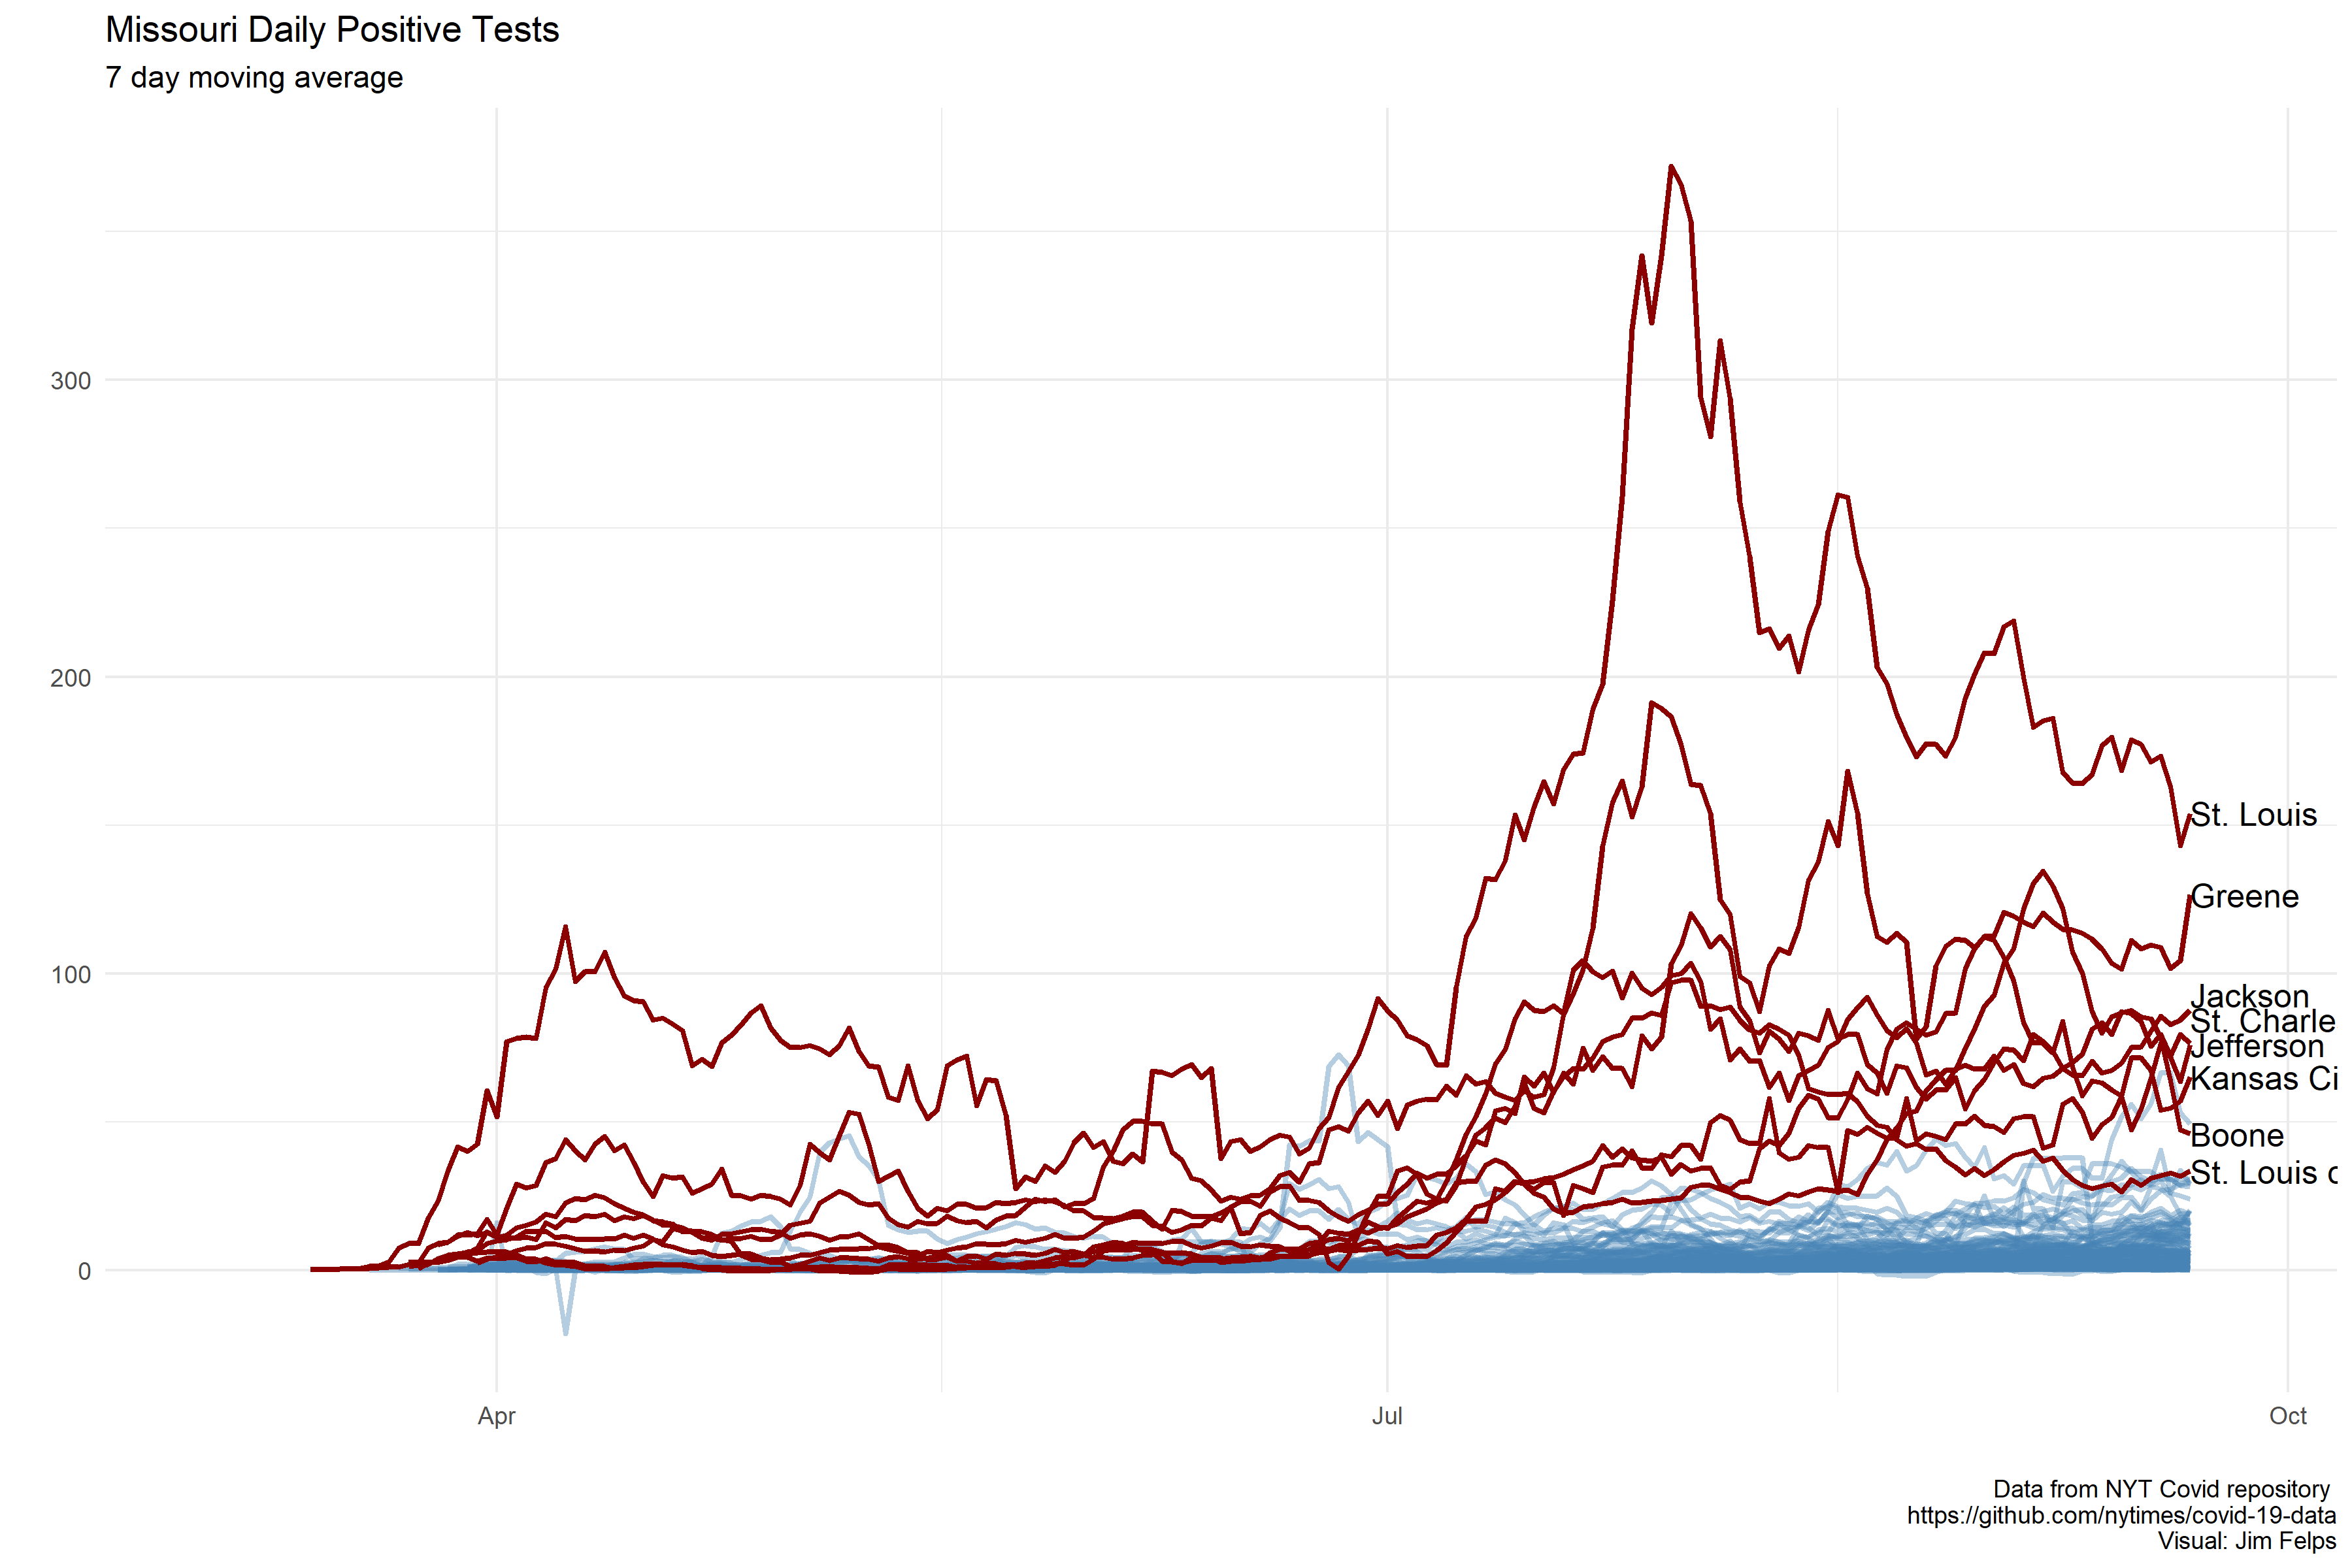 Missouri Daily Positive Tests
7 day moving average
300
200
100
0
St. Louis
Greene
Jackson
St. Charle
Jefferson
Kansas Ci
Boone
St. Louis c
Apr
Jul
Oct
Data from NYT Covid repository
https://github.com/nytimes/covid-19-data
Visual: Jim Felps